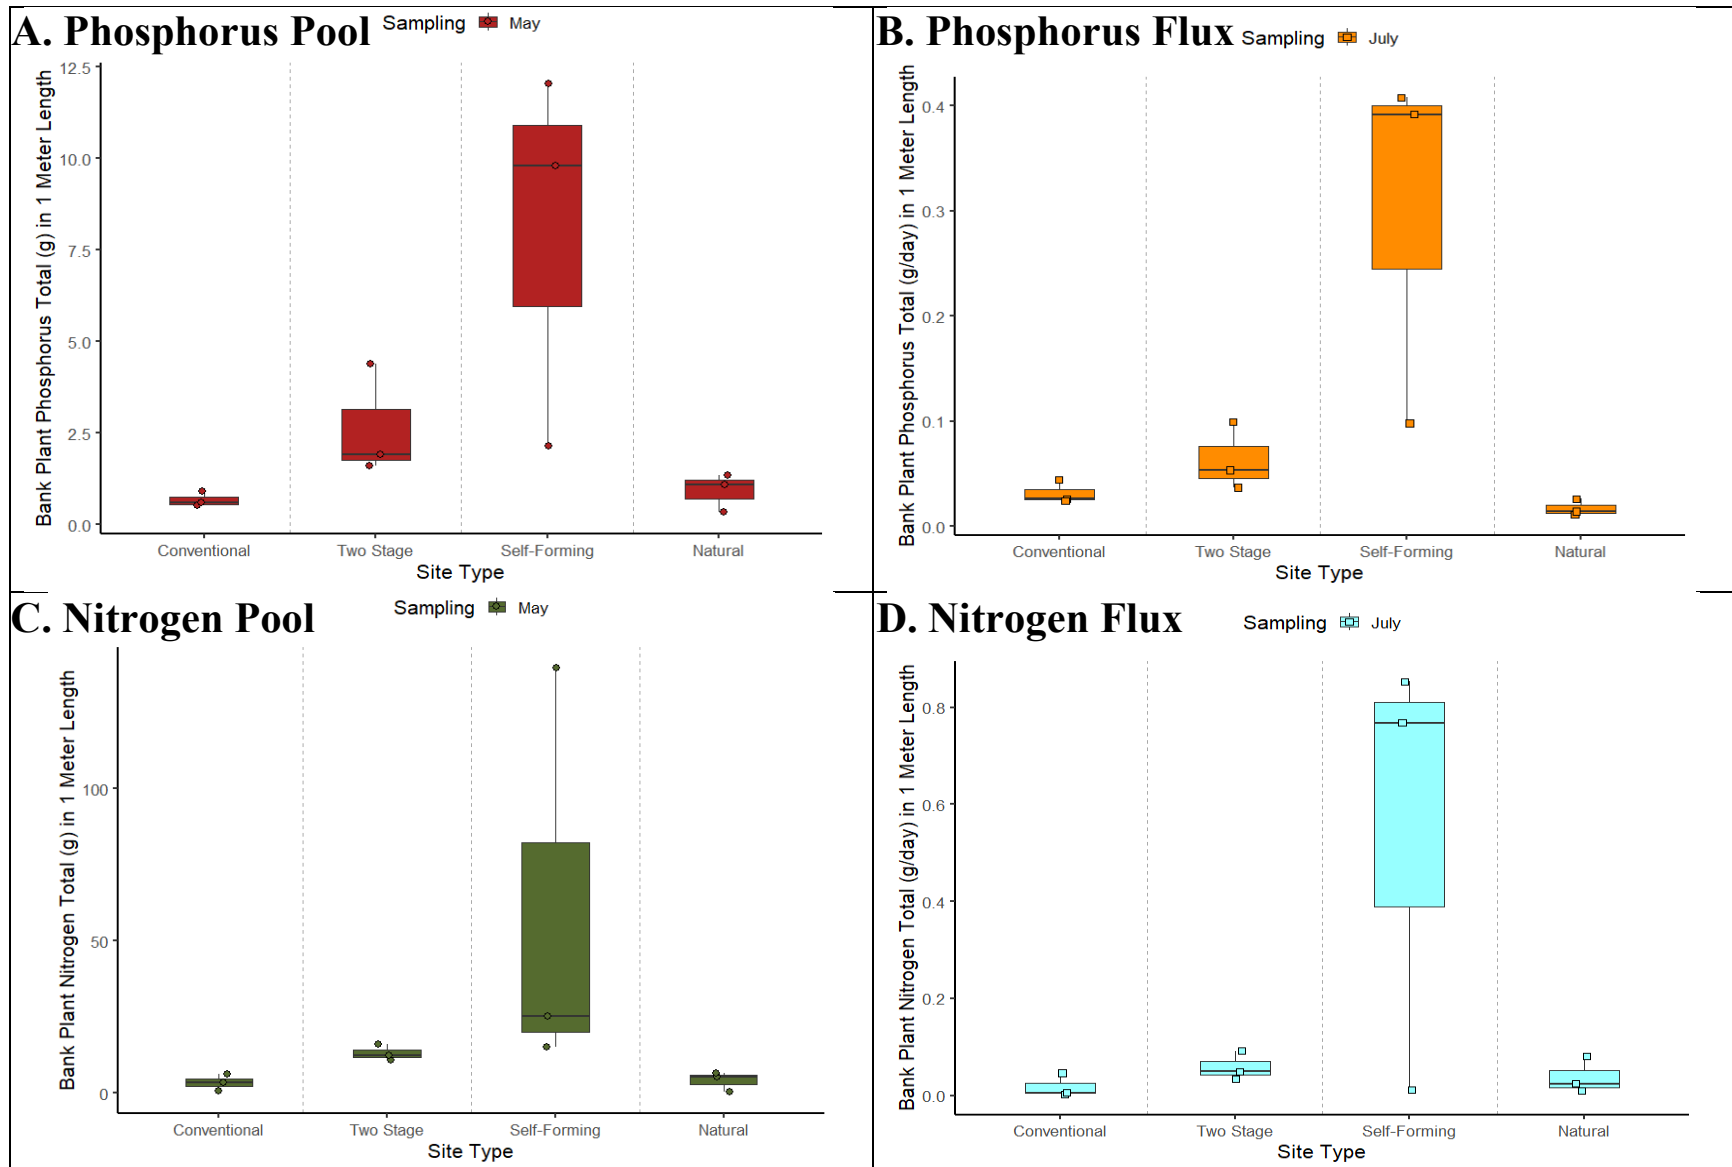 A. Phosphorus Pool
Sampling May
Bank Plant Phosphorus Total (g) in 1 Meter Length
12.5
10.0
7.5
5.0
2.5
0.0
Conventional Two Stage Self-Forming Natural
Site Type
B. Phosphorus Flux
Sampling July
Bank Plant Phosphorus Total (g/day) in 1 Meter Length
0.4
0.3
0.2
0.1
0.0
Conventional Two Stage Self-Forming Natural
Site Type
C. Nitrogen Pool
Sampling May
Bank Plant Nitrogen Total (g) in 1 Meter Length
100
50
0
Conventional Two Stage Self-Forming Natural
Site Type
D. Nitrogen Flux
Sampling July
Bank Plant Nitrogen Total (g/day) in 1 Meter Length
0.8
0.6
0.4
0.2
0.0
Conventional Two Stage Self-Forming Natural
Site Type